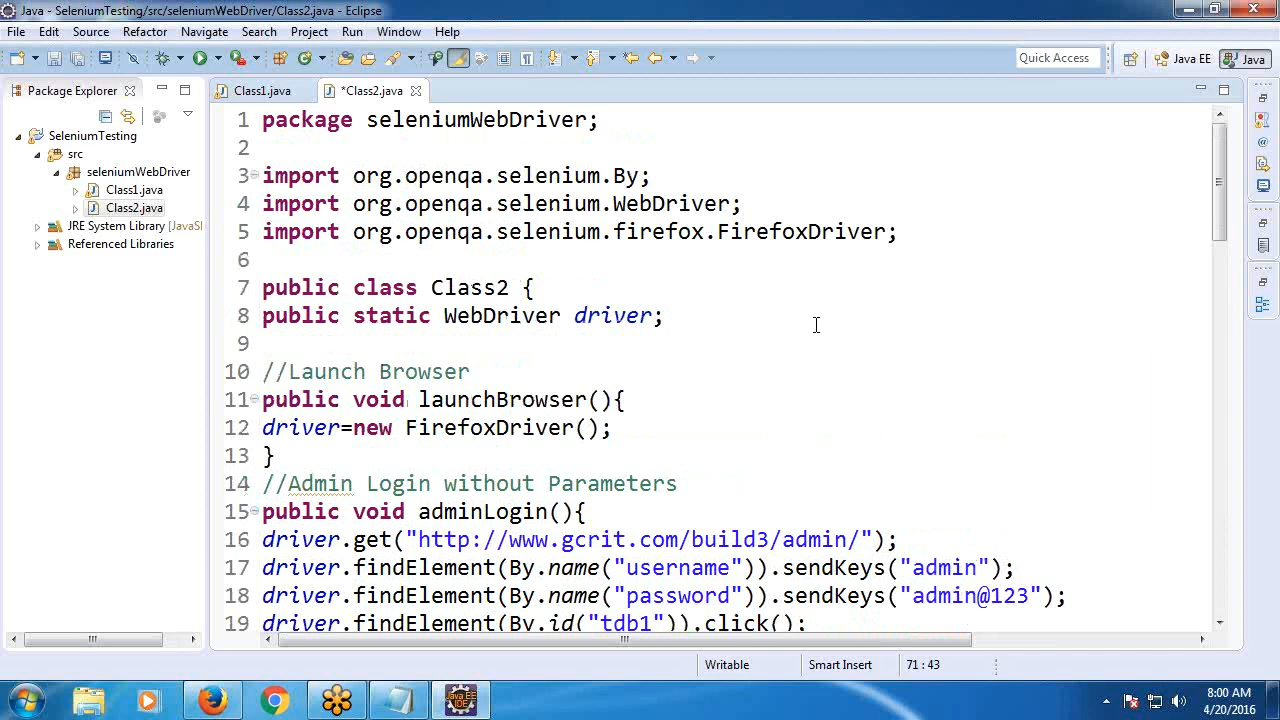 Java - SeleniumTesting/src/seleniumWebDriver/Class2.java - Eclipse
File Edit Source Refactor Navigate Search Project Run Window Help
Quick Access Java EE Java
Package Explorer
SeleniumTesting
src
seleniumWebDriver
Class1.java
Class2.java
JRE System Library [JavaS
Referenced Libraries
Class1.java *Class2.java
1 package seleniumWebDriver;
2
3 import org.openqa.selenium.By;
4 import org.openqa.selenium.WebDriver;
5 import org.openqa.selenium.firefox.FirefoxDriver;
6
7 public class Class2 {
8 public static WebDriver driver;
9
10 //Launch Browser
11 public void launchBrowser(){
12 driver=new FirefoxDriver();
13 }
14 //Admin Login without Parameters
15 public void adminLogin(){
16 driver.get("http://www.gcrit.com/build3/admin/");
17 driver.findElement(By.name("username")).sendKeys("admin");
18 driver.findElement(By.name("password")).sendKeys("admin@123");
19 driver.findElement(By.id("tdb1")).click();
Writable Smart Insert 71 : 43
Java EE
IDE
8:00 AM
4/20/2016